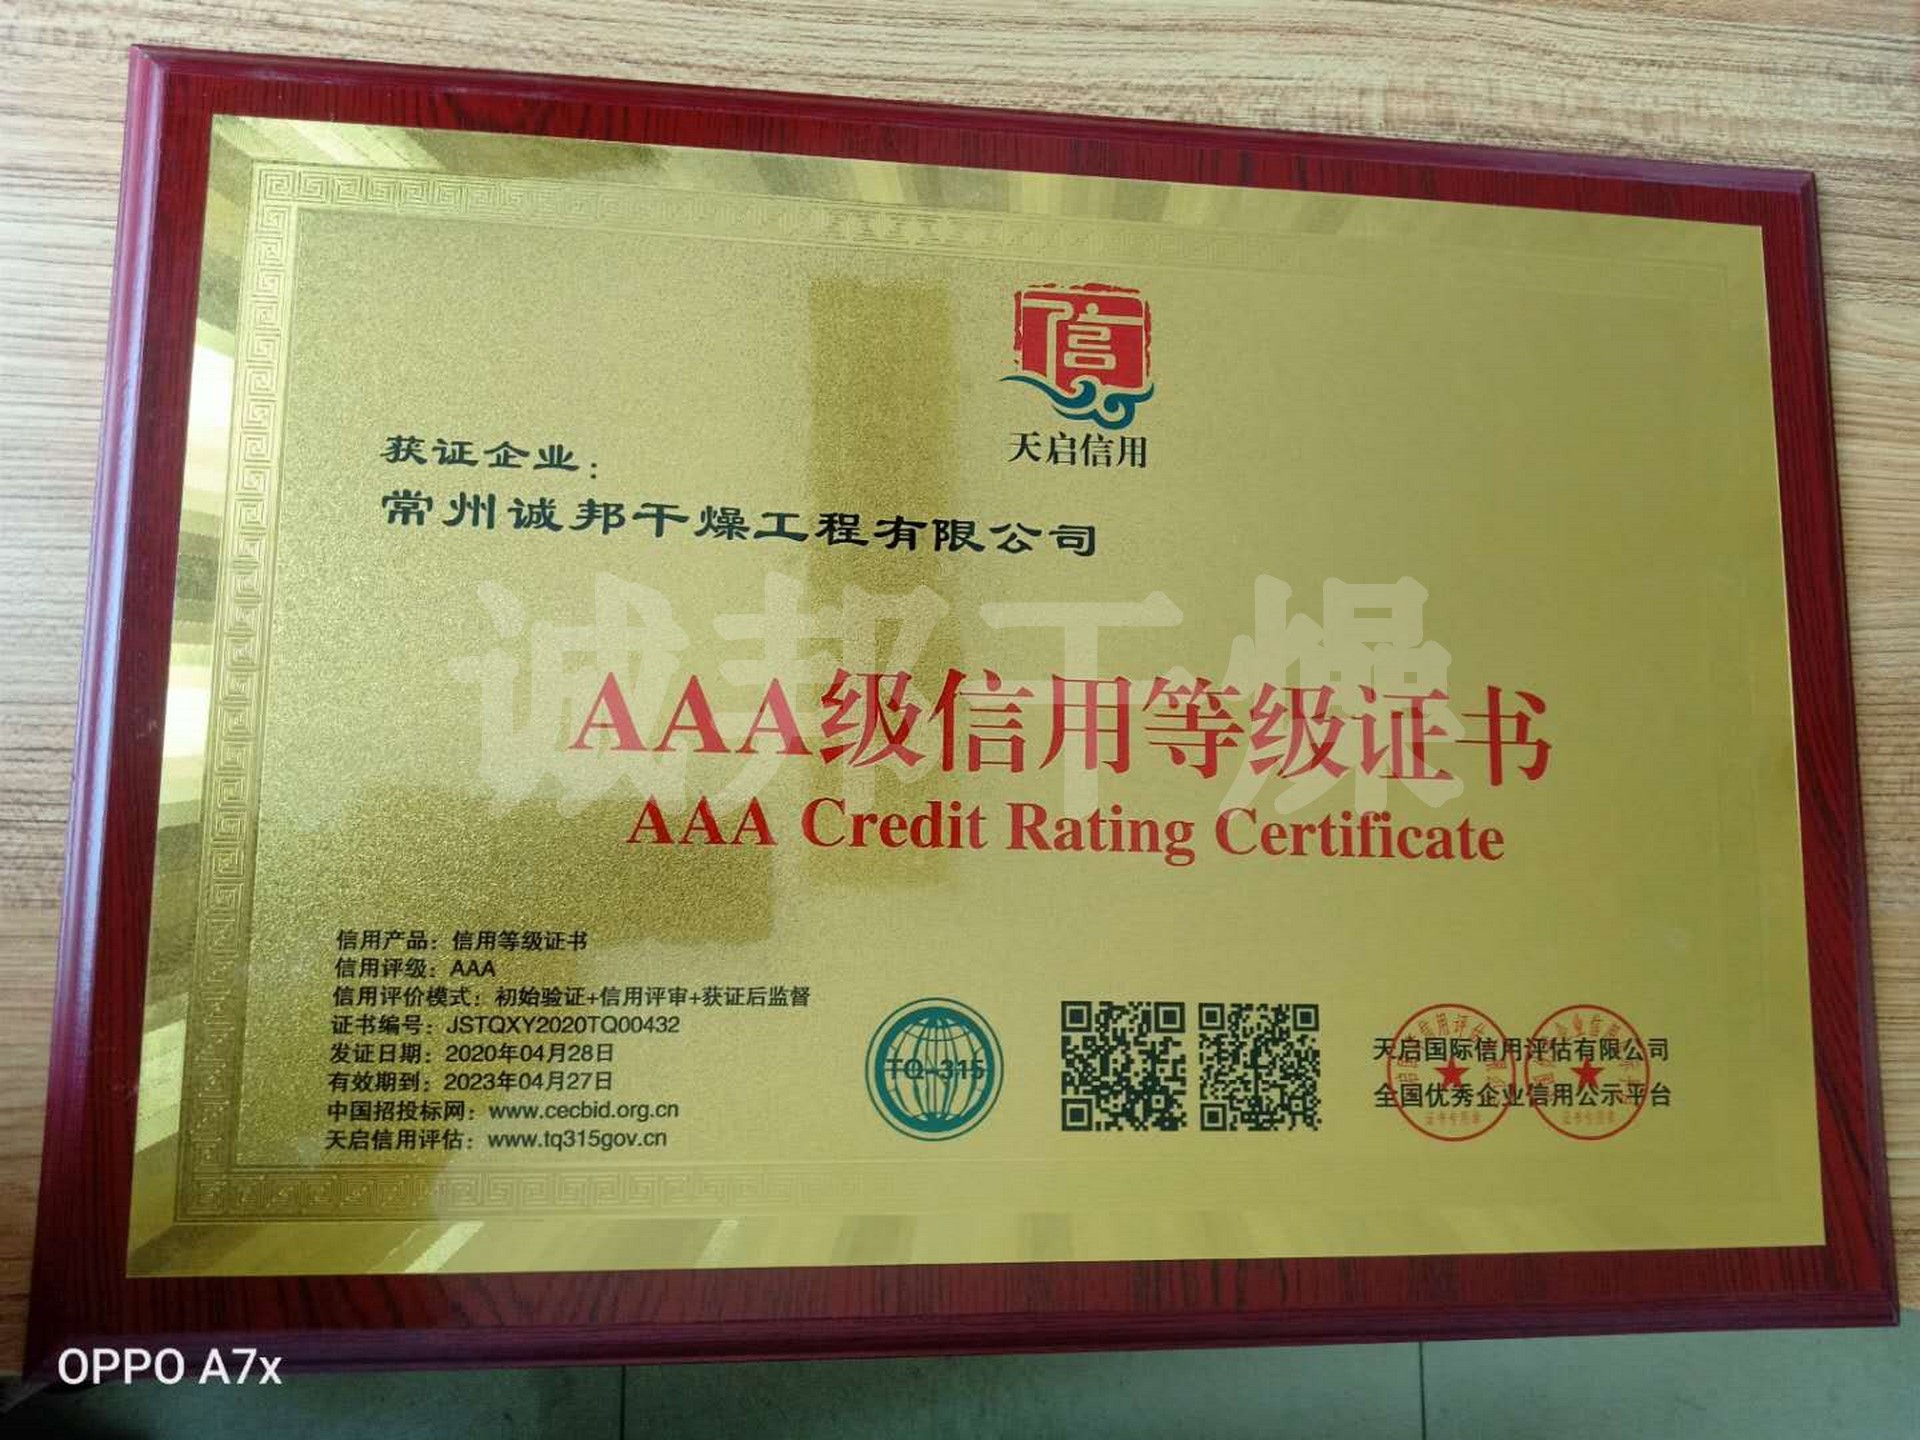 信
天启信用
获证企业：
常州诚邦干燥工程有限公司
诚邦干燥
AAA级信用等级证书
AAA Credit Rating Certificate
信用产品：信用等级证书
信用评级：AAA
信用评价模式：初始验证+信用评审+获证后监督
证书编号：JSTQXY2020TQ00432
发证日期：2020年04月28日
有效期到：2023年04月27日
中国招投标网：www.cecbid.org.cn
天启信用评估：www.tq315gov.cn
TQ-315
天启国际信用评估有限公司
全国优秀企业信用公示平台
OPPO A7x